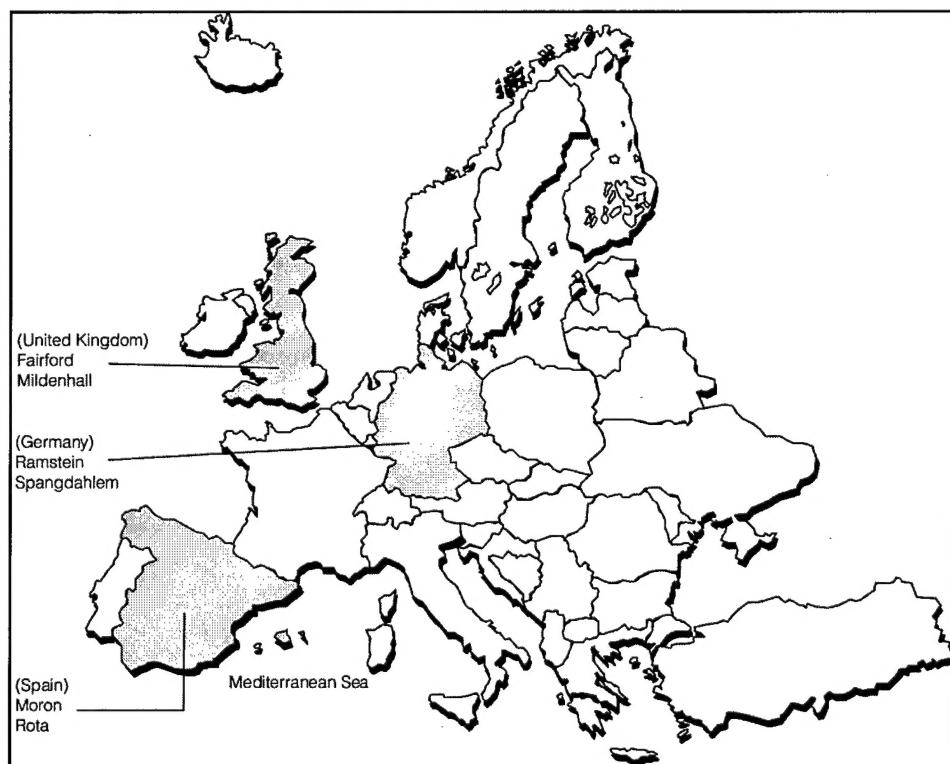 (United Kingdom)
Fairford
Mildenhall
(Germany)
Ramstein
Spangdahlem
(Spain)
Moron
Rota
Mediterranean Sea